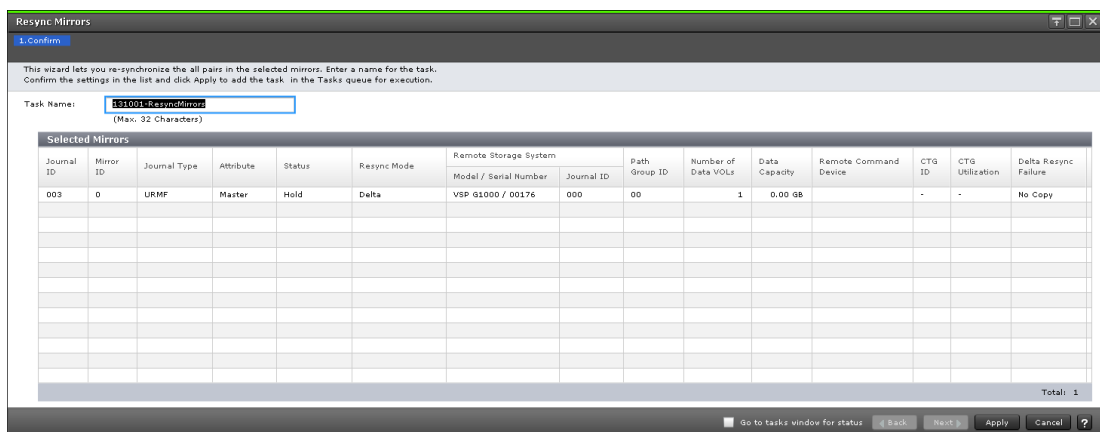 Resync Mirrors
1.Confirm
This wizard lets you re-synchronize the all pairs in the selected mirrors. Enter a name for the task.
Confirm the settings in the list and click Apply to add the task in the Tasks queue for execution.
Task Name: 131001-ResyncMirrors
(Max. 32 Characters)
Selected Mirrors
Journal ID Mirror ID Journal Type Attribute Status Resync Mode Remote Storage System Path Group ID Number of Data VOLs Data Capacity Remote Command Device CTG ID CTG Utilization Delta Resync Failure
Model / Serial Number Journal ID
003 0 URMF Master Hold Delta VSP G1000 / 00176 000 00 1 0.00 GB - - No Copy
Total: 1
Go to tasks window for status Back Next Apply Cancel ?